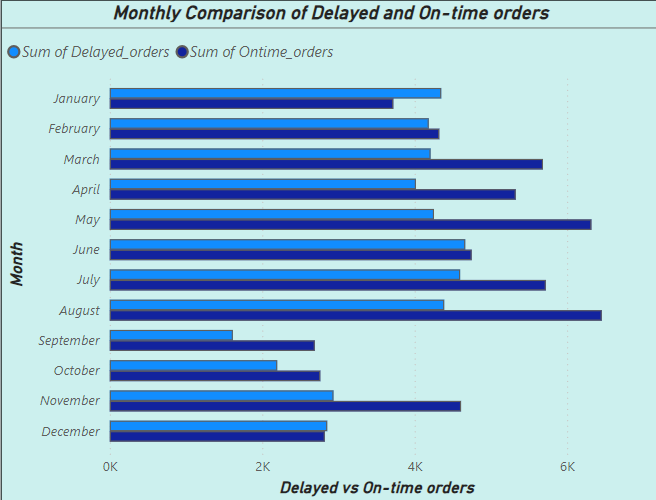 Monthly Comparison of Delayed and On-time orders
Sum of Delayed_orders Sum of Ontime_orders
January
February
March
April
May
June
July
August
September
October
November
December
Month
0K 2K 4K 6K
Delayed vs On-time orders